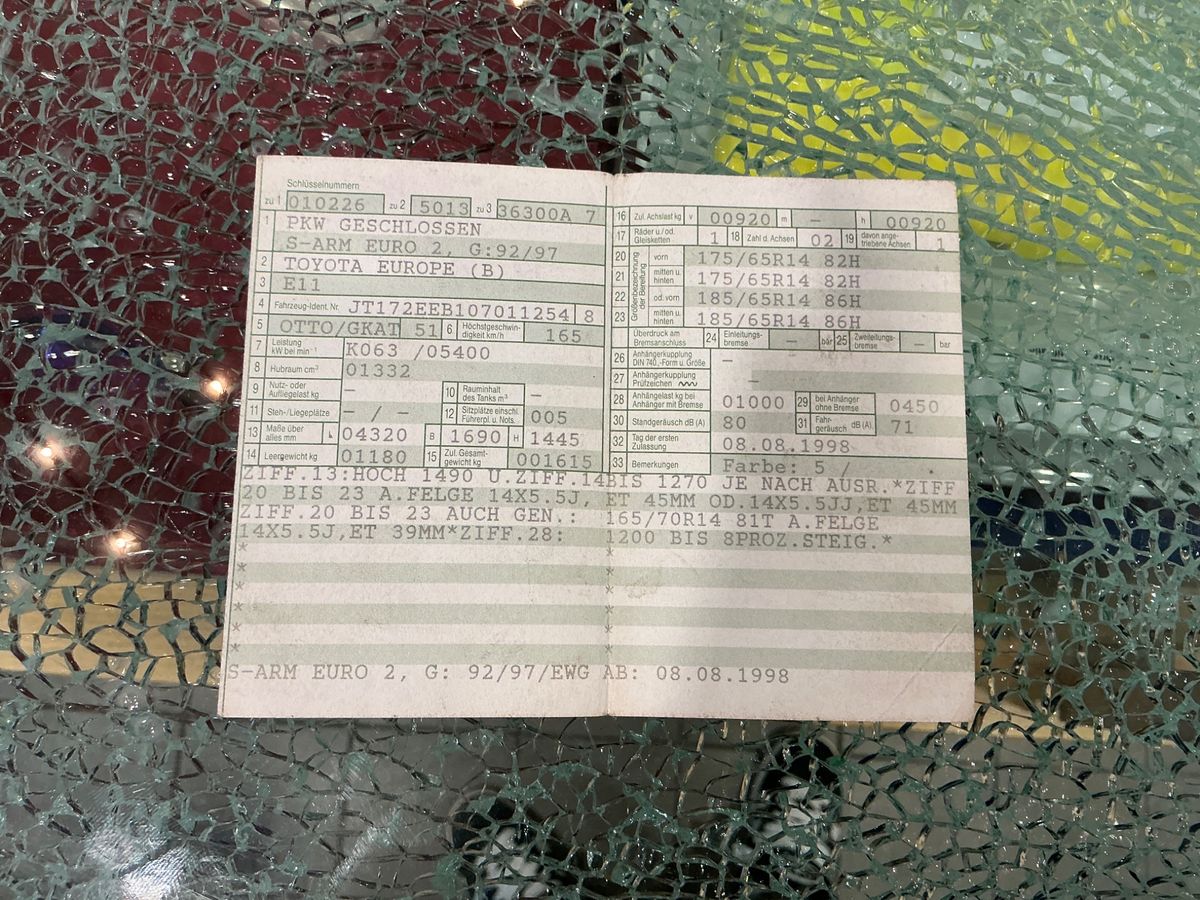 Schlüsselnummern
zu 1 010226 zu 2 5013 zu 3 36300A 7
1 PKW GESCHLOSSEN
,S-ARM EURO 2, G:92/97
2 TOYOTA EUROPE (B)
3 E11
4 Fahrzeug-Ident. Nr. JT172EEB107011254 8
5 OTTO/GKAT 51 6 Höchstgeschwindigkeit km/h 165
7 Leistung kW bei min⁻¹ K063 /05400
8 Hubraum cm³ 01332
9 Nutz- oder Aufliegelast kg – 10 Rauminhalt des Tanks m³ –
11 Steh-/Liegeplätze – – 12 Sitzplätze einschl. Führerpl. u. Nots. 005
13 Maße über alles mm L 04320 B 1690 H 1445
14 Leergewicht kg 01180 15 Zul. Gesamtgewicht kg 001615
16 Zul. Achslast kg v 00920 m – h 00920
17 Räder u./od. Gleisketten 1 18 Zahl d. Achsen 02 19 davon angetriebene Achsen 1
Größenbezeichnung der Bereifung
20 vorn 175/65R14 82H
21 mitten u. hinten 175/65R14 82H
22 od. vorn 185/65R14 86H
23 mitten u. hinten 185/65R14 86H
Überdruck am Bremsanschluss 24 Einleitungsbremse – bar 25 Zweileitungsbremse – bar
26 Anhängerkupplung DIN 740.,-Form u. Größe –
27 Anhängerkupplung Prüfzeichen –
28 Anhängelast kg bei Anhänger mit Bremse 01000 29 bei Anhänger ohne Bremse 0450
30 Standgeräusch dB (A) 80 31 Fahrgeräusch dB (A) 71
32 Tag der ersten Zulassung 08.08.1998
33 Bemerkungen Farbe: 5 /
ZIFF.13:HOCH 1490 U.ZIFF.14BIS 1270 JE NACH AUSR.*ZIFF
20 BIS 23 A.FELGE 14X5.5J, ET 45MM OD.14X5.5JJ,ET 45MM
ZIFF.20 BIS 23 AUCH GEN.: 165/70R14 81T A.FELGE
14X5.5J,ET 39MM*ZIFF.28: 1200 BIS 8PROZ.STEIG.*
* *
* *
* *
* *
* *
S-ARM EURO 2, G: 92/97/EWG AB: 08.08.1998